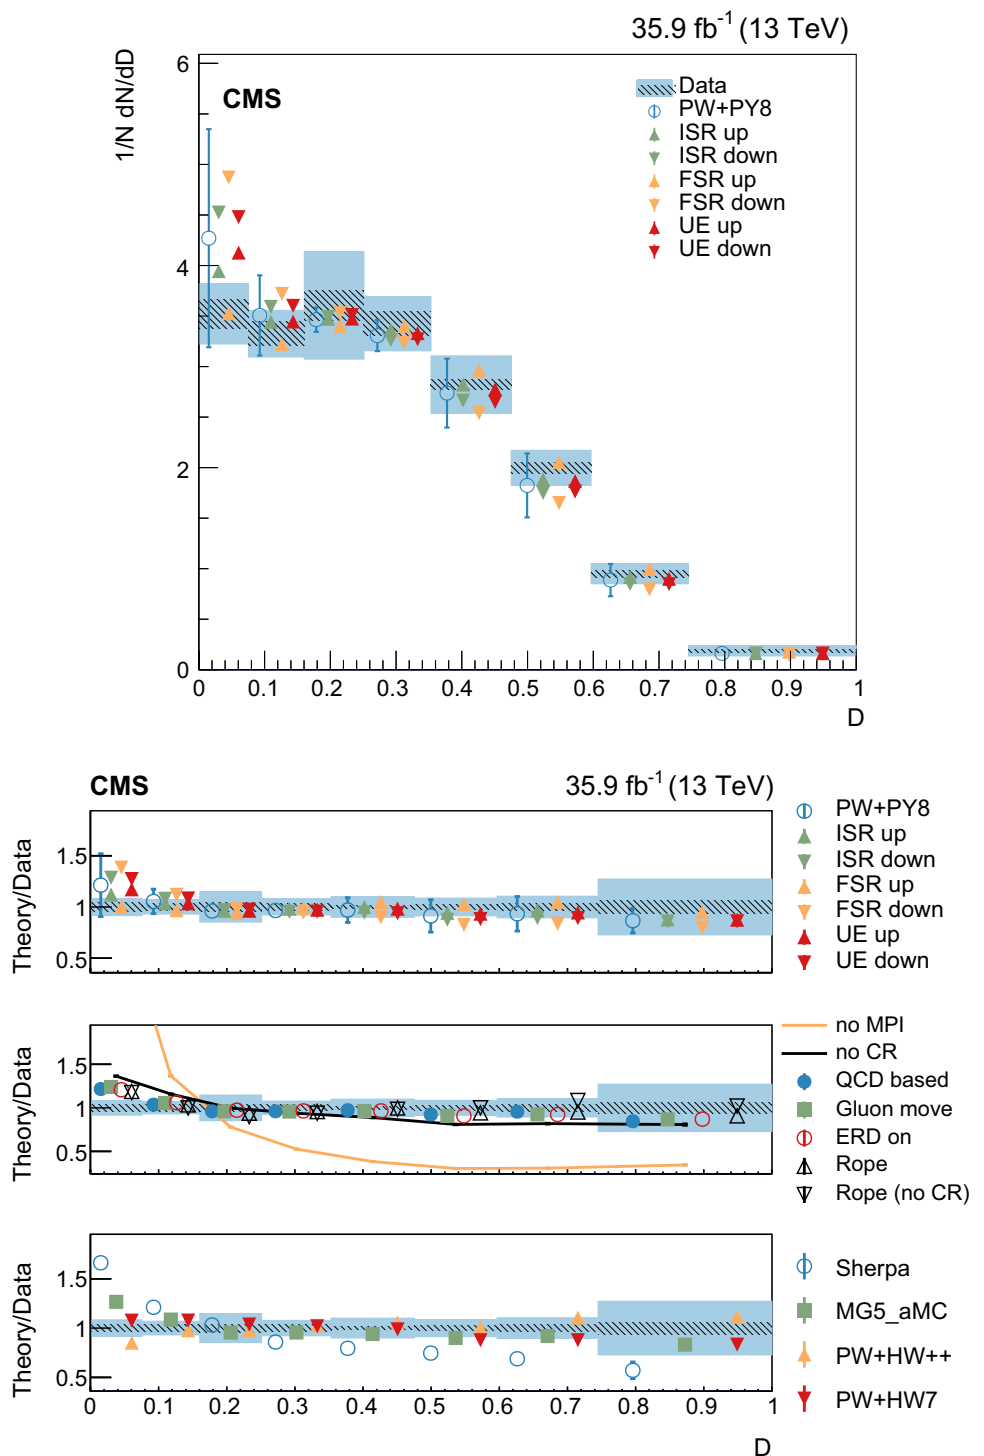 35.9 fb⁻¹ (13 TeV)
1/N dN/dD
6
4
2
0
CMS
Data
PW+PY8
ISR up
ISR down
FSR up
FSR down
UE up
UE down
0 0.1 0.2 0.3 0.4 0.5 0.6 0.7 0.8 0.9 1
D
CMS 35.9 fb⁻¹ (13 TeV)
Theory/Data
1.5
1
0.5
PW+PY8
ISR up
ISR down
FSR up
FSR down
UE up
UE down
Theory/Data
1.5
1
0.5
no MPI
no CR
QCD based
Gluon move
ERD on
Rope
Rope (no CR)
Theory/Data
1.5
1
0.5
Sherpa
MG5_aMC
PW+HW++
PW+HW7
0 0.1 0.2 0.3 0.4 0.5 0.6 0.7 0.8 0.9 1
D